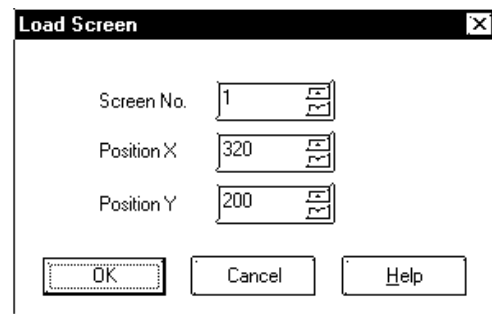 Load Screen
Screen No. 1
Position X 320
Position Y 200
OK Cancel Help